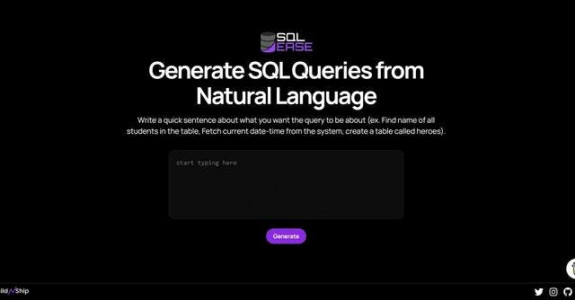 SQL
EASE
Generate SQL Queries from
Natural Language
Write a quick sentence about what you want the query to be about (ex. Find name of all
students in the table, Fetch current date-time from the system, create a table called heroes).
start typing here
Generate
ild//Ship